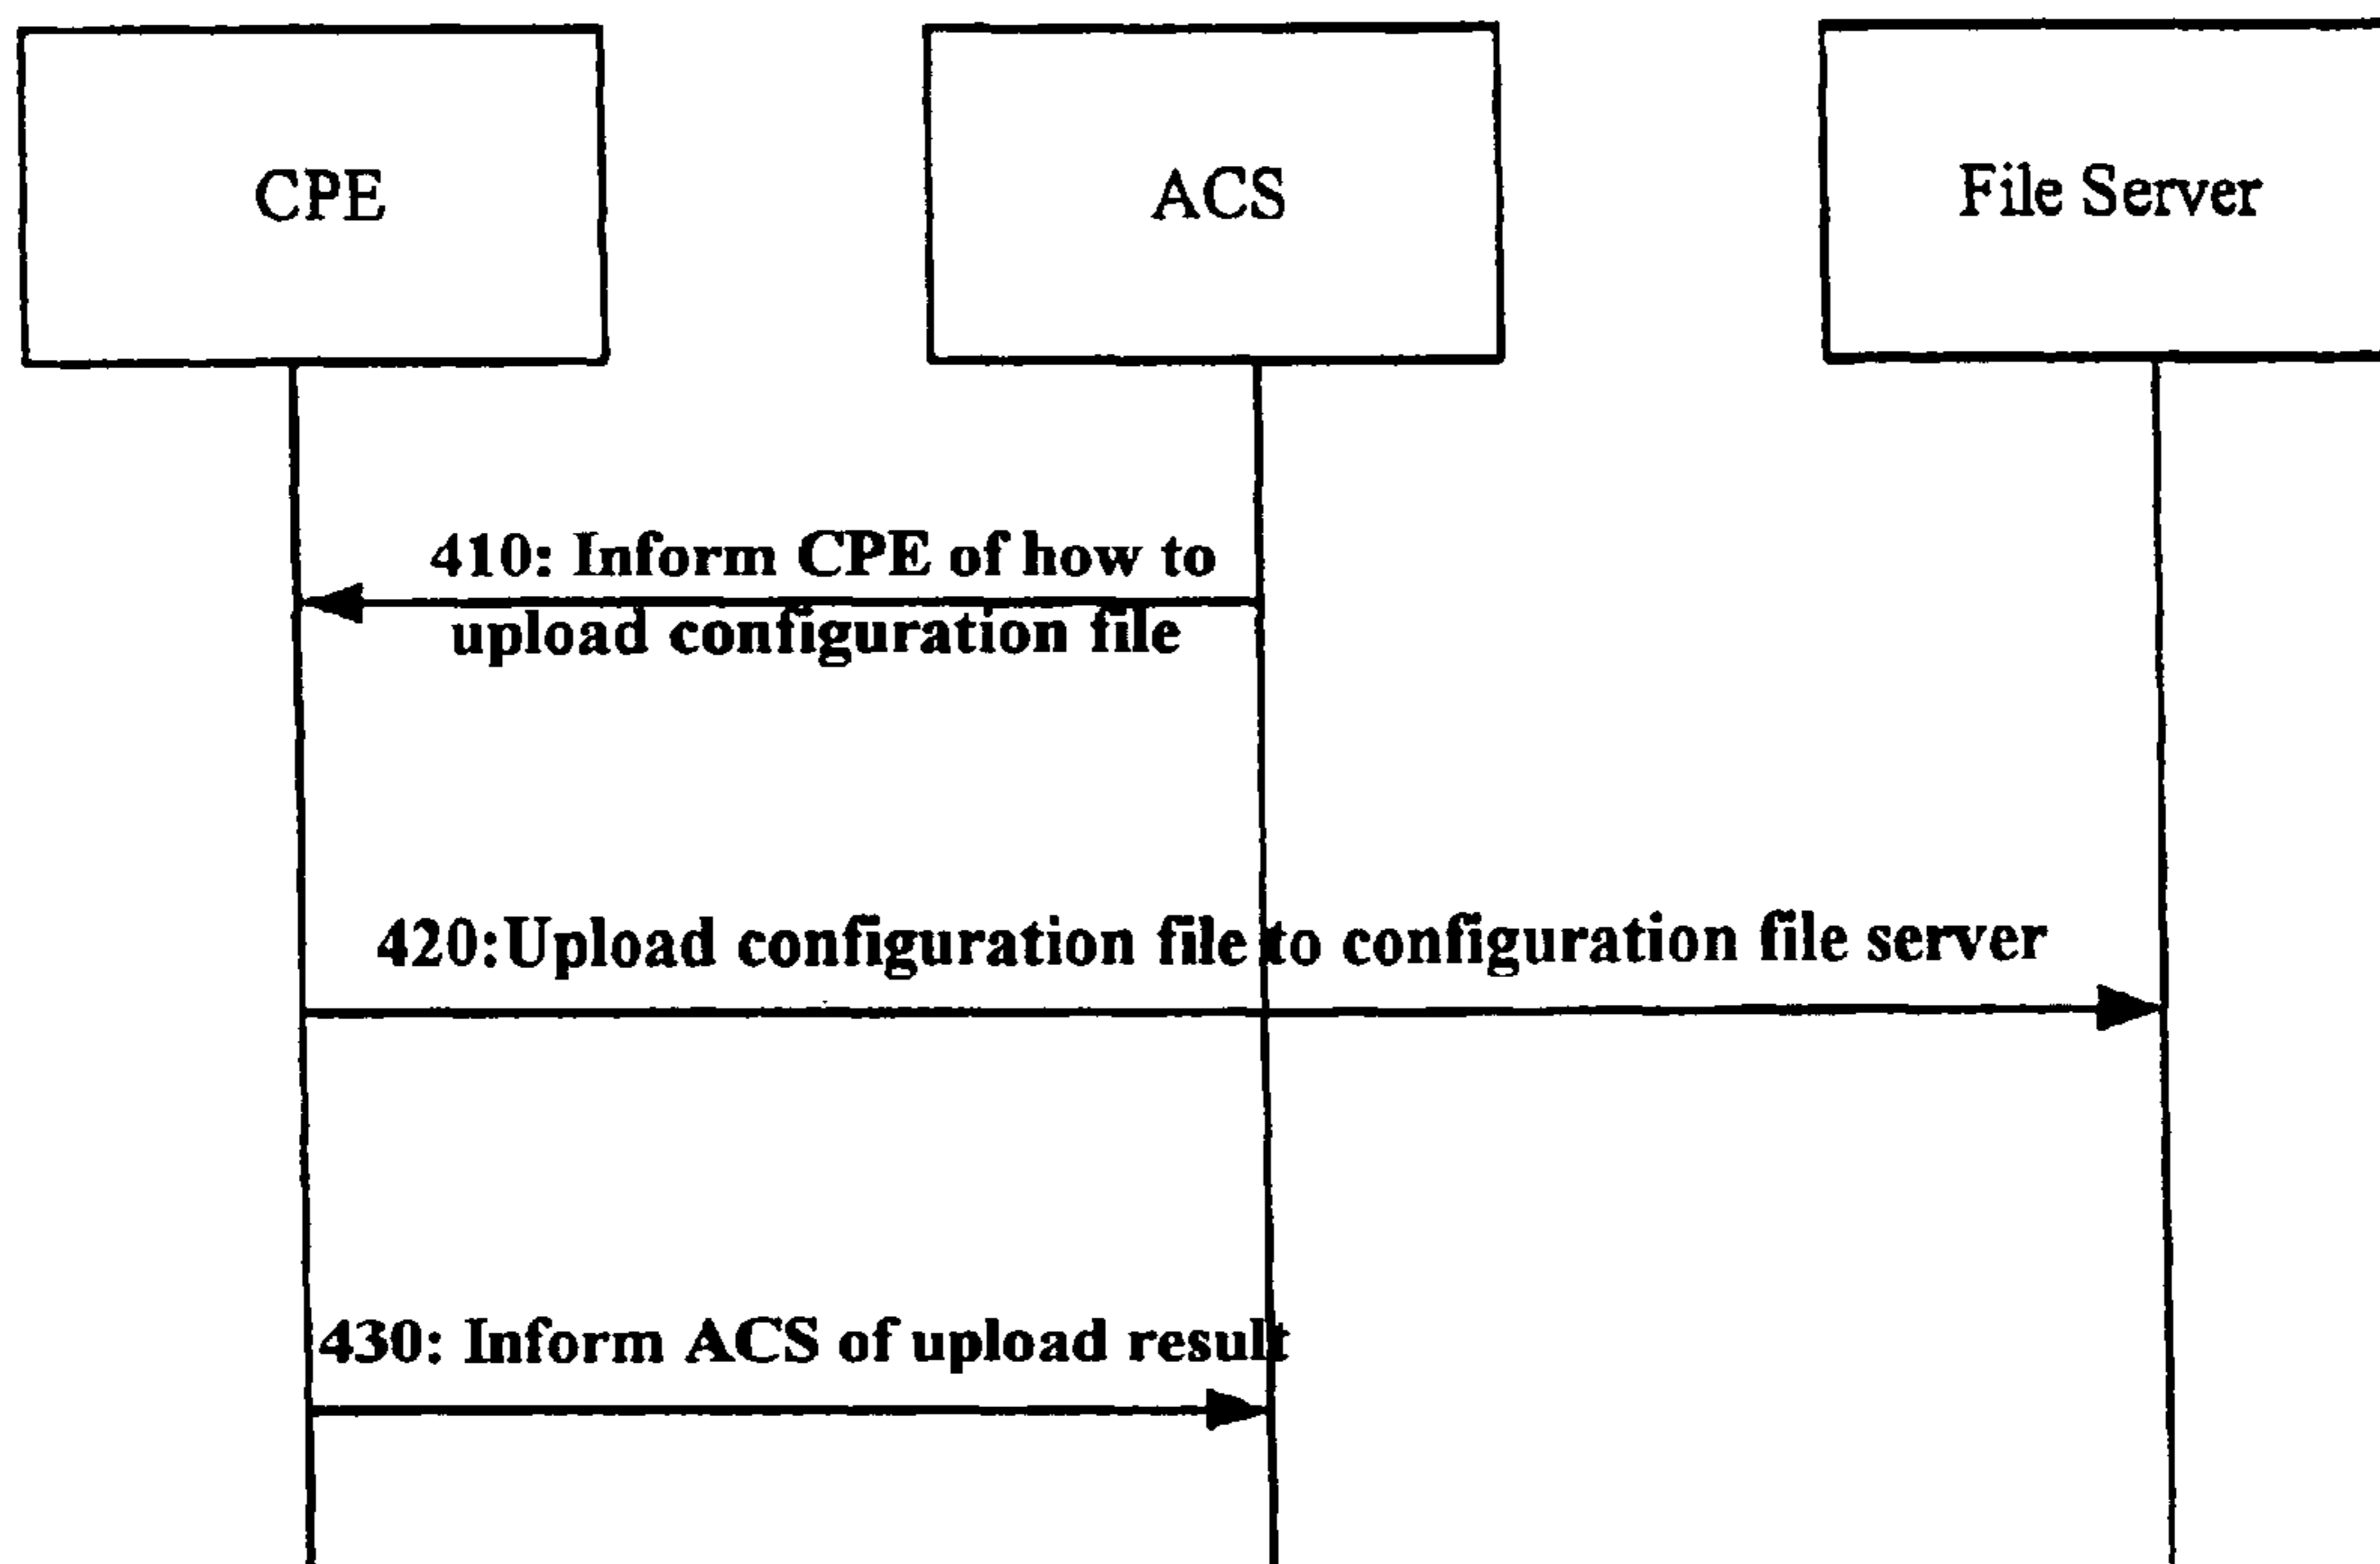 CPE
ACS
File Server
410: Inform CPE of how to
upload configuration file
420:Upload configuration file to configuration file server
430: Inform ACS of upload result